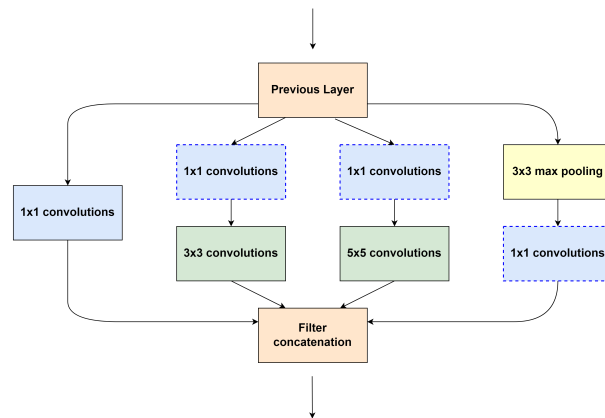 Previous Layer
1x1 convolutions
1x1 convolutions
3x3 max pooling
1x1 convolutions
3x3 convolutions
5x5 convolutions
1x1 convolutions
Filter
concatenation